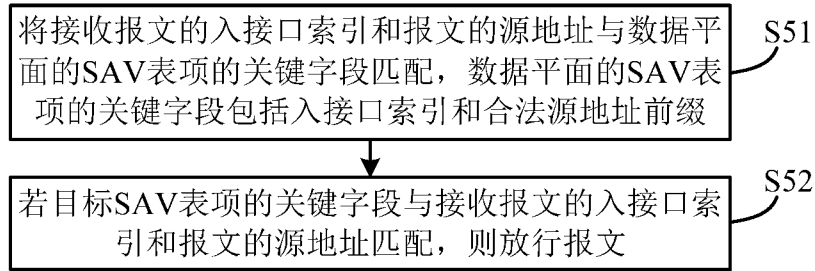 将接收报文的入接口索引和报文的源地址与数据平
面的SAV表项的关键字段匹配，数据平面的SAV表
项的关键字段包括入接口索引和合法源地址前缀
S51
若目标SAV表项的关键字段与接收报文的入接口索
引和报文的源地址匹配，则放行报文
S52